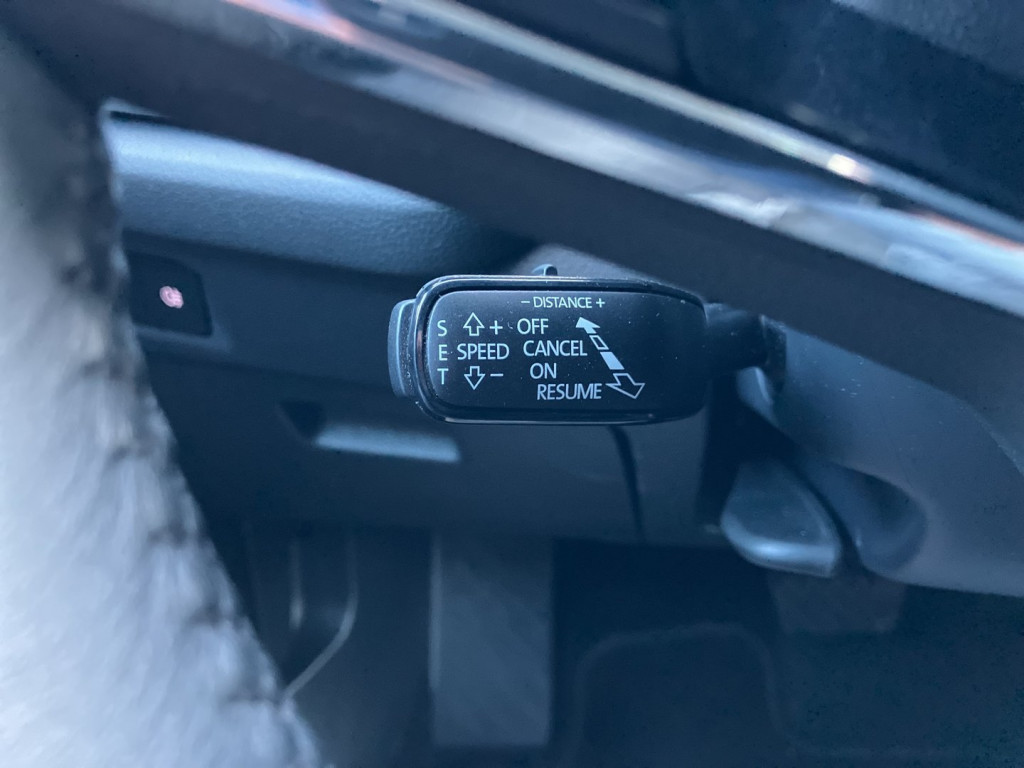 − DISTANCE +
S + OFF
E SPEED CANCEL
T − ON
RESUME